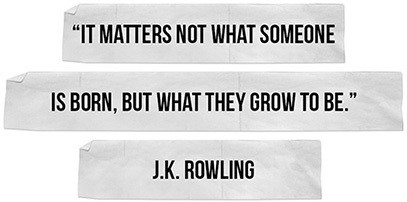 “IT MATTERS NOT WHAT SOMEONE
IS BORN, BUT WHAT THEY GROW TO BE.”
J.K. ROWLING